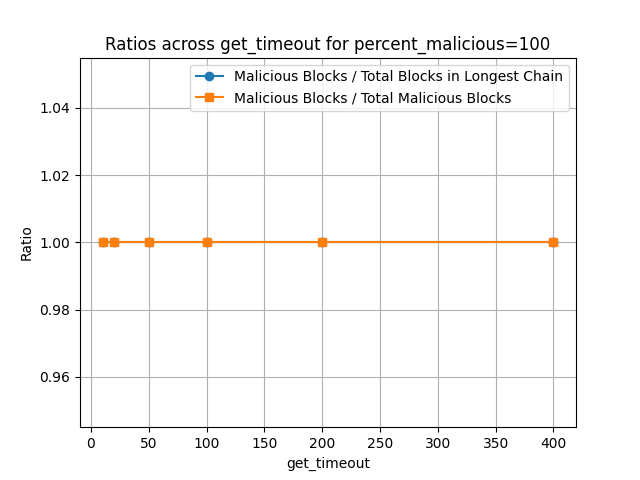 Ratios across get_timeout for percent_malicious=100
Malicious Blocks / Total Blocks in Longest Chain
Malicious Blocks / Total Malicious Blocks
Ratio
1.04
1.02
1.00
0.98
0.96
0 50 100 150 200 250 300 350 400
get_timeout